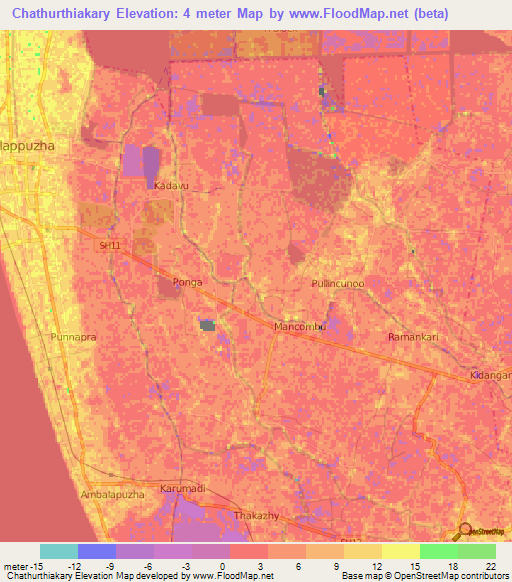 Chathurthiakary Elevation: 4 meter Map by www.FloodMap.net (beta)
lappuzha
Kadavu
SH11
Ponga
Pulincunoo
Mancombu
Punnapra
Ramankari
Kidangar
Ambalapuzha
Karumadi
Thakazhy
OpenStreetMap
meter -15 -12 -9 -6 -3 0 3 6 9 12 15 18 22
Chathurthiakary Elevation Map developed by www.FloodMap.net
Base map © OpenStreetMap contributors